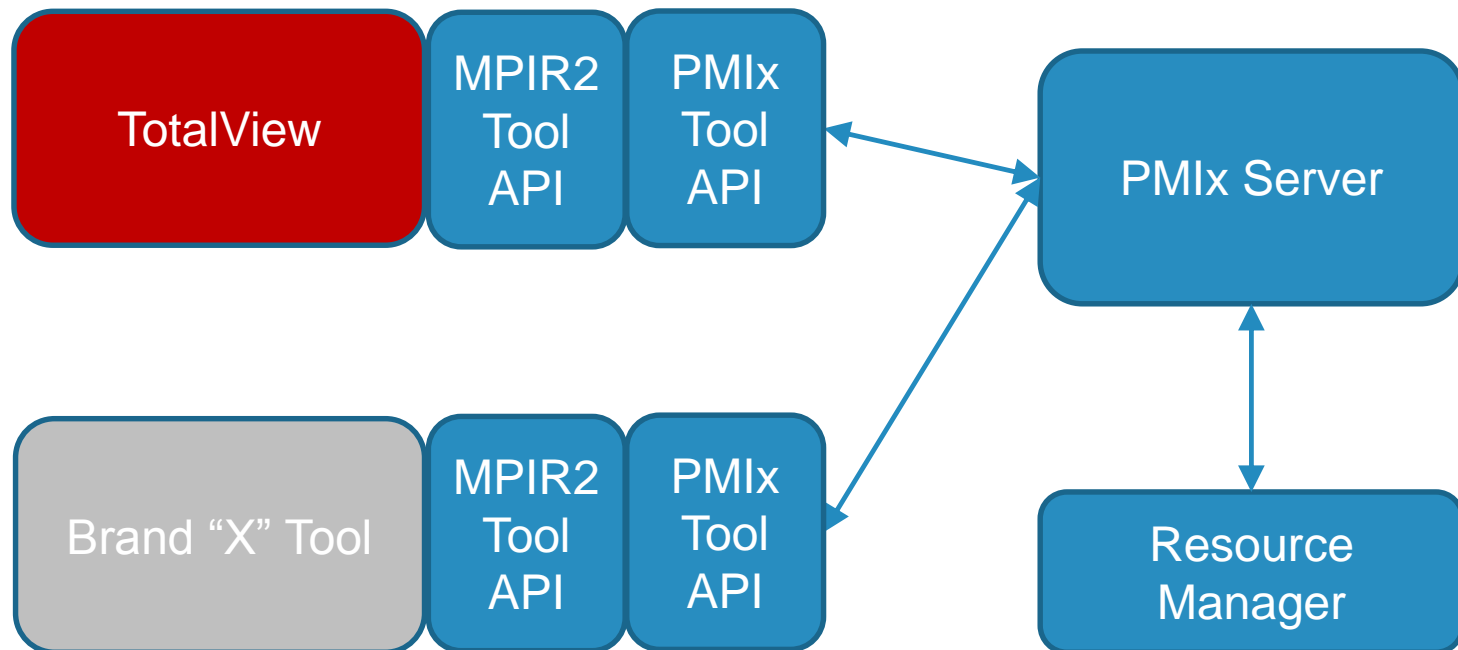 TotalView
MPIR2
Tool
API
PMIx
Tool
API
PMIx Server
Brand “X” Tool
MPIR2
Tool
API
PMIx
Tool
API
Resource
Manager